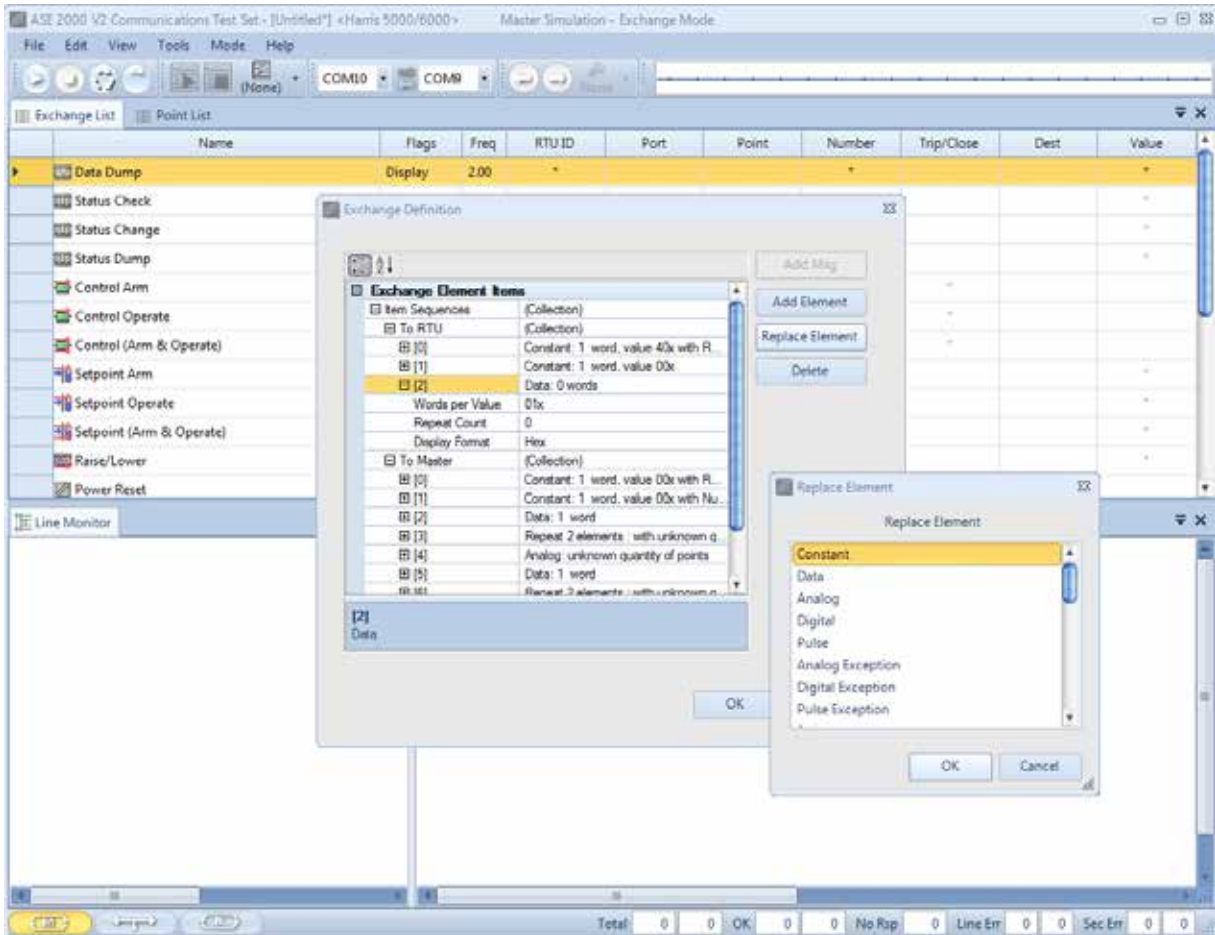 ASE 2000 V2 Communications Test Set - [Untitled*] <Harris 5000/6000> Master Simulation - Exchange Mode
File Edit View Tools Mode Help
(None) COM10 COM9 None
Exchange List Point List
Name Flags Freq RTU ID Port Point Number Trip/Close Dest Value
Data Dump Display 2.00 * * *
Status Check
Status Change
Status Dump
Control Arm
Control Operate
Control (Arm & Operate)
Setpoint Arm
Setpoint Operate
Setpoint (Arm & Operate)
Raise/Lower
Power Reset
Line Monitor
Exchange Definition
Exchange Element Items
Item Sequences (Collection)
To RTU (Collection)
[0] Constant: 1 word, value 40x with R...
[1] Constant: 1 word, value 00x
[2] Data: 0 words
Words per Value 01x
Repeat Count 0
Display Format Hex
To Master (Collection)
[0] Constant: 1 word, value 00x with R...
[1] Constant: 1 word, value 00x with Nu...
[2] Data: 1 word
[3] Repeat 2 elements : with unknown q...
[4] Analog: unknown quantity of points
[5] Data: 1 word
[6] Repeat 2 elements : with unknown q...
[2]
Data
Add Msg
Add Element
Replace Element
Delete
OK
Replace Element
Replace Element
Constant
Data
Analog
Digital
Pulse
Analog Exception
Digital Exception
Pulse Exception
OK Cancel
Total 0 0 OK 0 0 No Rsp 0 Line Err 0 0 Sec Err 0 0